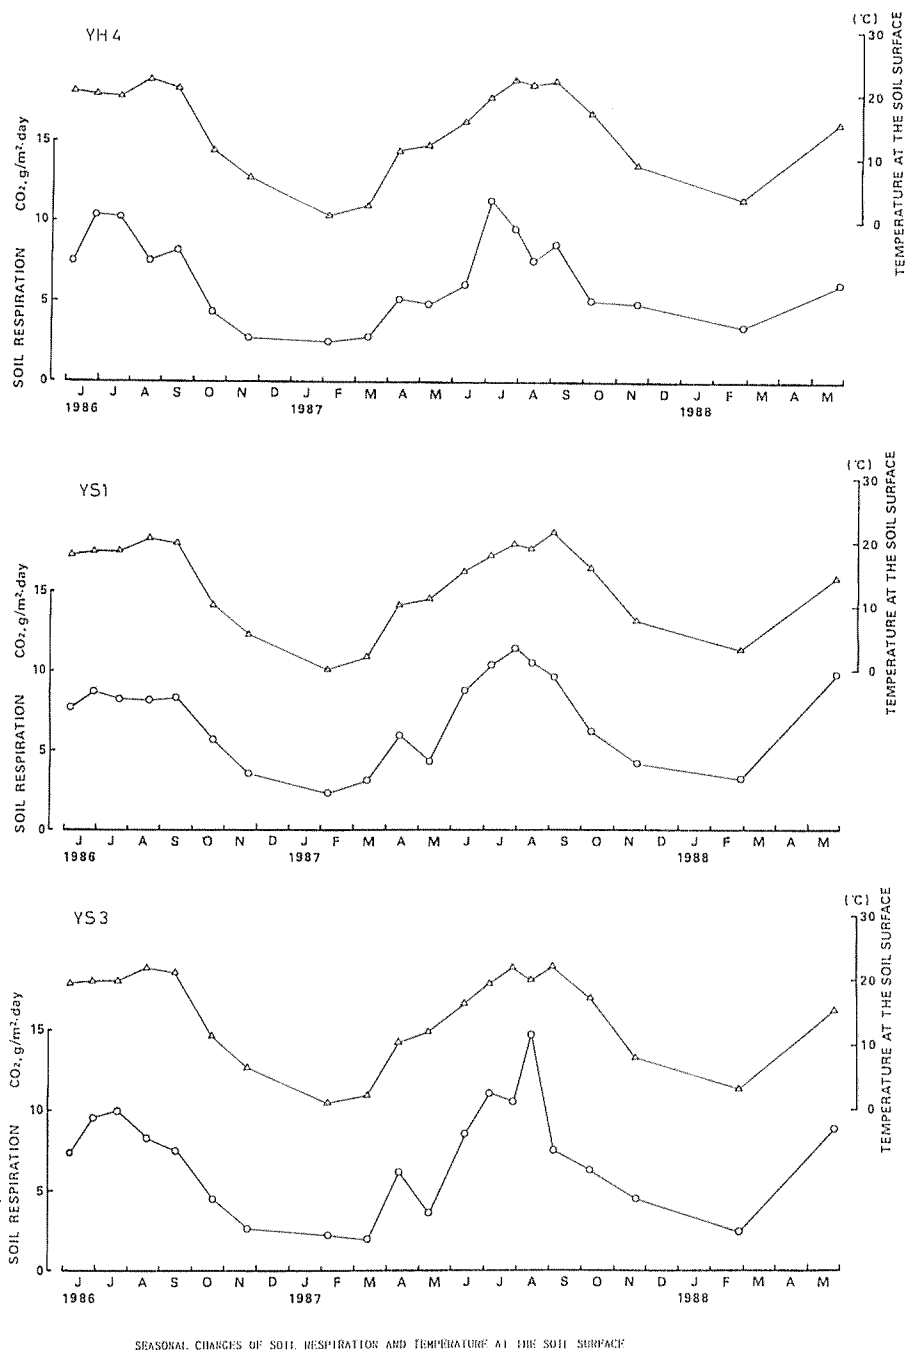 YH4
(℃)
30
20
10
0
TEMPERATURE AT THE SOIL SURFACE
SOIL RESPIRATION CO₂, g/m²·day
15
10
5
0
J J A S O N D J F M A M J J A S O N D J F M A M
1986 1987 1988
YS1
(℃)
30
20
10
0
TEMPERATURE AT THE SOIL SURFACE
SOIL RESPIRATION CO₂, g/m²·day
15
10
5
0
J J A S O N D J F M A M J J A S O N D J F M A M
1986 1987 1988
YS3
(℃)
30
20
10
0
TEMPERATURE AT THE SOIL SURFACE
SOIL RESPIRATION CO₂, g/m²·day
15
10
5
0
J J A S O N D J F M A M J J A S O N D J F M A M
1986 1987 1988
SEASONAL CHANGES OF SOIL RESPIRATION AND TEMPERATURE AT THE SOIL SURFACE